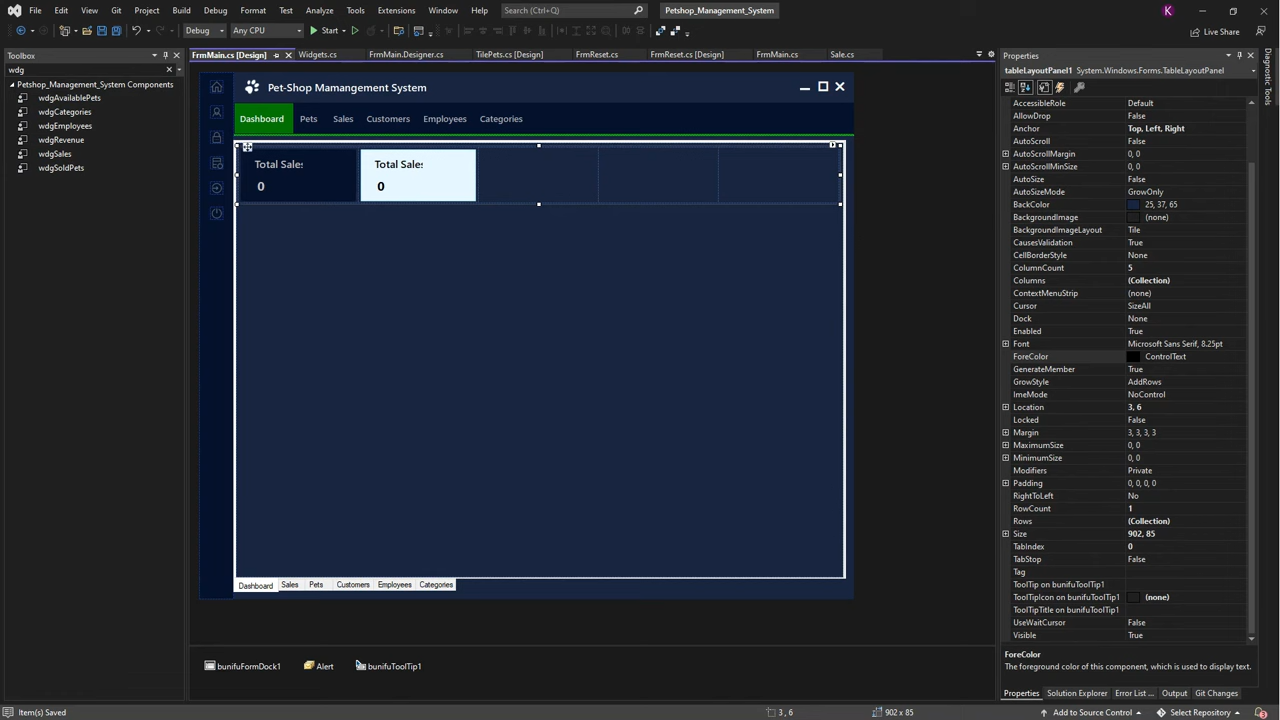 File Edit View Git Project Build Debug Format Test Analyze Tools Extensions Window Help Search (Ctrl+Q) Petshop_Management_System K
Debug Any CPU Start Live Share
Toolbox
wdg
Petshop_Mangement_System Components
wdgAvailablePets
wdgCategories
wdgEmployees
wdgRevenue
wdgSales
wdgSoldPets
FrmMain.cs [Design] Widgets.cs FrmMain.Designer.cs TilePets.cs [Design] FrmReset.cs FrmReset.cs [Design] FrmMain.cs Sale.cs
Pet-Shop Mamangement System
Dashboard Pets Sales Customers Employees Categories
Total Sales Total Sales
0 0
Dashboard Sales Pets Customers Employees Categories
bunifuFormDock1 Alert bunifuToolTip1
Properties
tableLayoutPanel1 System.Windows.Forms.TableLayoutPanel
AccessibleRole Default
AllowDrop False
Anchor Top, Left, Right
AutoScroll False
AutoScrollMargin 0, 0
AutoScrollMinSize 0, 0
AutoSize False
AutoSizeMode GrowOnly
BackColor 25, 37, 65
BackgroundImage (none)
BackgroundImageLayout Tile
CausesValidation True
CellBorderStyle None
ColumnCount 5
Columns (Collection)
ContextMenuStrip (none)
Cursor SizeAll
Dock None
Enabled True
Font Microsoft Sans Serif, 8.25pt
ForeColor ControlText
GenerateMember True
GrowStyle AddRows
ImeMode NoControl
Location 3, 6
Locked False
Margin 3, 3, 3, 3
MaximumSize 0, 0
MinimumSize 0, 0
Modifiers Private
Padding 0, 0, 0, 0
RightToLeft No
RowCount 1
Rows (Collection)
Size 902, 85
TabIndex 0
TabStop False
Tag
ToolTip on bunifuToolTip1
ToolTipIcon on bunifuToolTip1 (none)
ToolTipTitle on bunifuToolTip1
UseWaitCursor False
Visible True
ForeColor
The foreground color of this component, which is used to display text.
Properties Solution Explorer Error List ... Output Git Changes
Diagnostic Tools
Item(s) Saved 3 , 6 902 x 85 Add to Source Control Select Repository 3